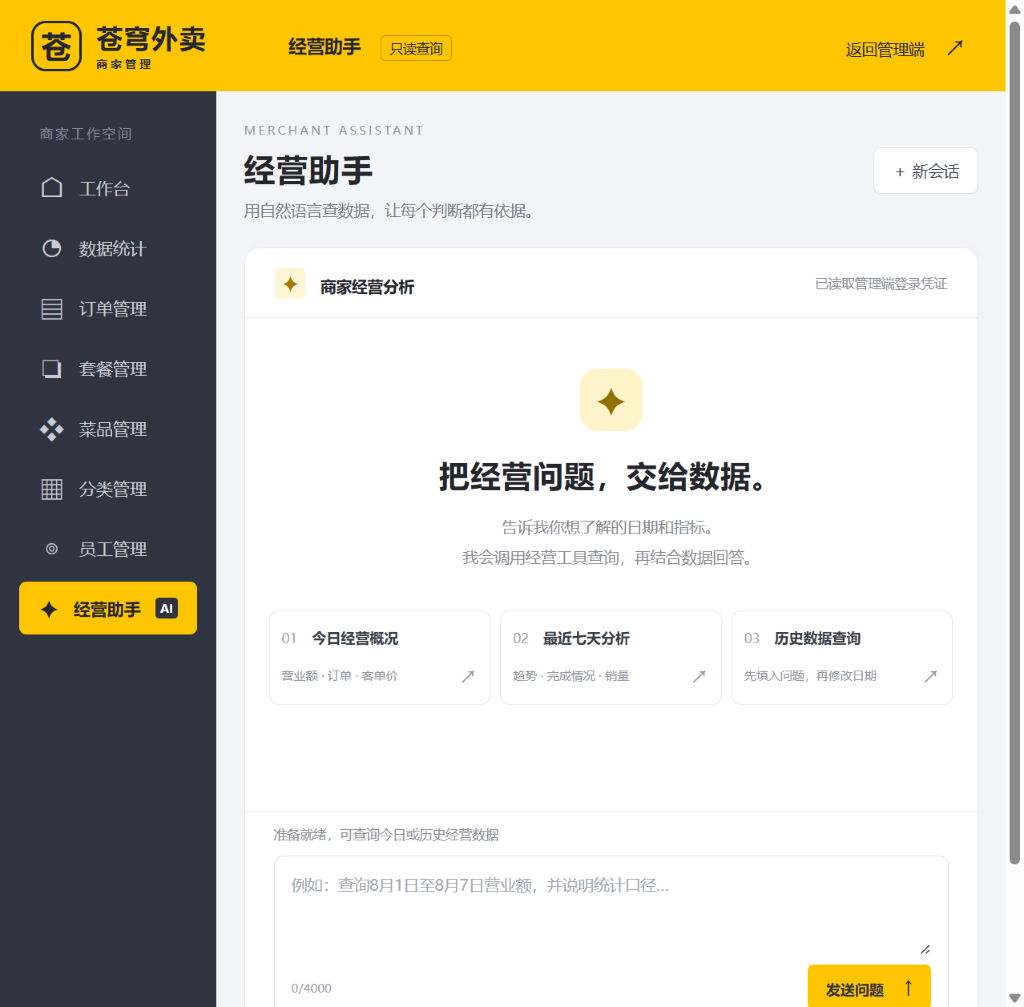 苍
苍穹外卖
商家管理
经营助手
只读查询
返回管理端
商家工作空间
工作台
数据统计
订单管理
套餐管理
菜品管理
分类管理
员工管理
经营助手 AI
MERCHANT ASSISTANT
经营助手
用自然语言查数据，让每个判断都有依据。
+ 新会话
商家经营分析
已读取管理端登录凭证
把经营问题，交给数据。
告诉我你想了解的日期和指标。
我会调用经营工具查询，再结合数据回答。
01 今日经营概况
营业额 · 订单 · 客单价
02 最近七天分析
趋势 · 完成情况 · 销量
03 历史数据查询
先填入问题，再修改日期
准备就绪，可查询今日或历史经营数据
例如：查询8月1日至8月7日营业额，并说明统计口径...
0/4000
发送问题 ↑